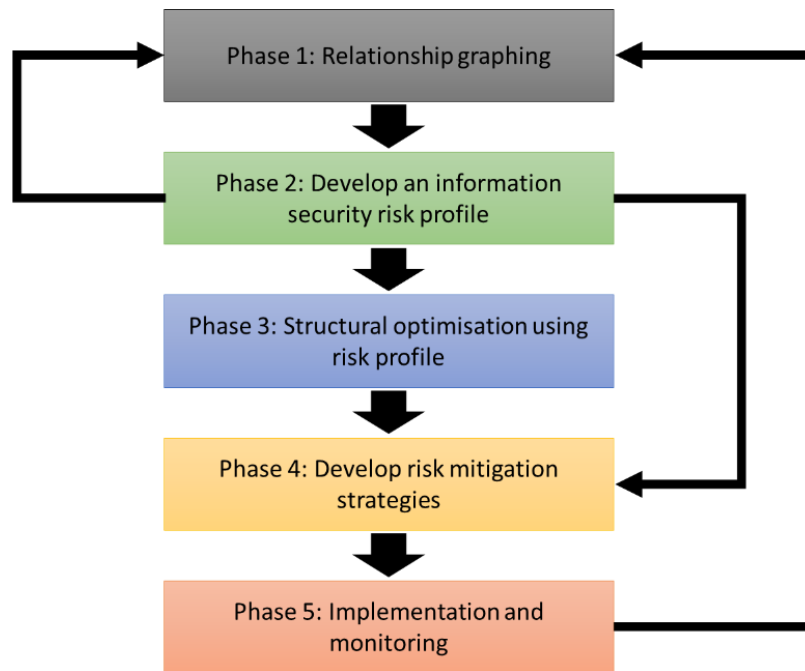 Phase 1: Relationship graphing
Phase 2: Develop an information
security risk profile
Phase 3: Structural optimisation using
risk profile
Phase 4: Develop risk mitigation
strategies
Phase 5: Implementation and
monitoring